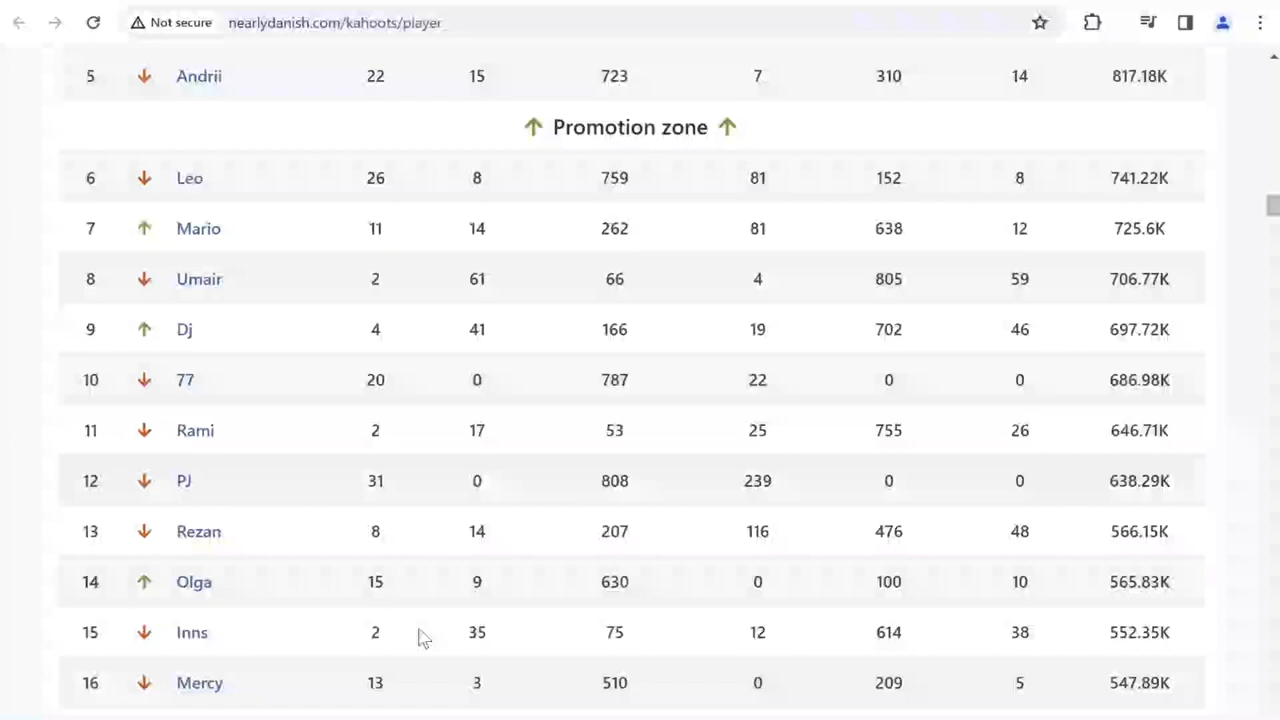 Not secure nearlydanish.com/kahoots/player
5 ↓ Andrii 22 15 723 7 310 14 817.18K
↑ Promotion zone ↑
6 ↓ Leo 26 8 759 81 152 8 741.22K
7 ↑ Mario 11 14 262 81 638 12 725.6K
8 ↓ Umair 2 61 66 4 805 59 706.77K
9 ↑ Dj 4 41 166 19 702 46 697.72K
10 ↓ 77 20 0 787 22 0 0 686.98K
11 ↓ Rami 2 17 53 25 755 26 646.71K
12 ↓ PJ 31 0 808 239 0 0 638.29K
13 ↓ Rezan 8 14 207 116 476 48 566.15K
14 ↑ Olga 15 9 630 0 100 10 565.83K
15 ↓ Inns 2 35 75 12 614 38 552.35K
16 ↓ Mercy 13 3 510 0 209 5 547.89K